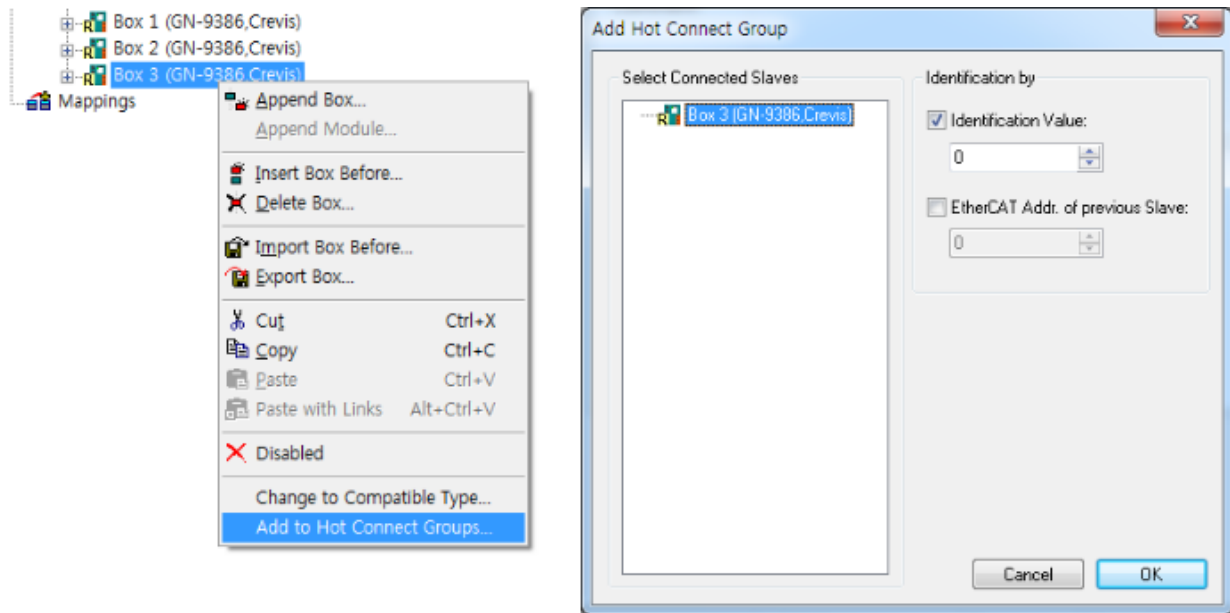 Box 1 (GN-9386,Crevis)
Box 2 (GN-9386,Crevis)
Box 3 (GN-9386,Crevis)
Mappings
Append Box...
Append Module...
Insert Box Before...
Delete Box...
Import Box Before...
Export Box...
Cut Ctrl+X
Copy Ctrl+C
Paste Ctrl+V
Paste with Links Alt+Ctrl+V
Disabled
Change to Compatible Type...
Add to Hot Connect Groups...
Add Hot Connect Group
Select Connected Slaves
Box 3 (GN-9386,Crevis)
Identification by
Identification Value:
0
EtherCAT Addr. of previous Slave:
0
Cancel OK